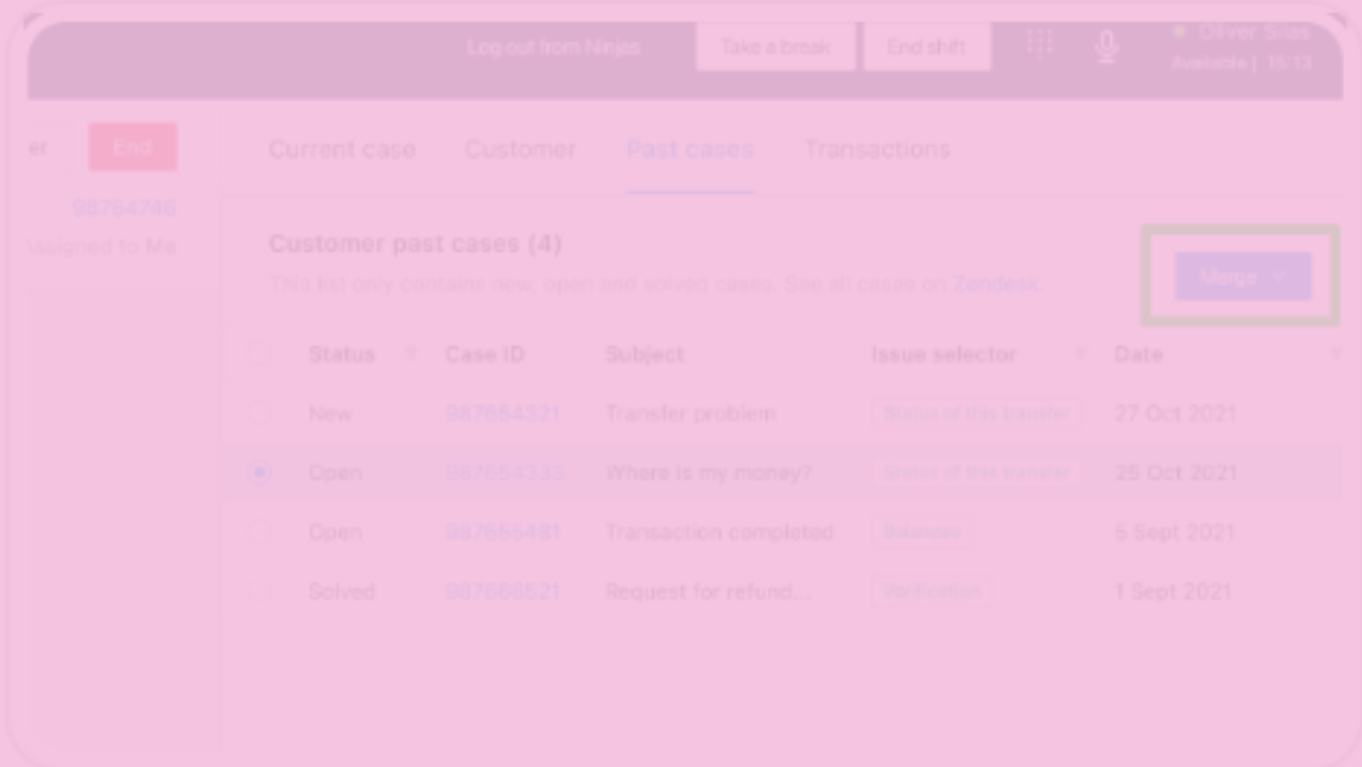 Log out from Ninjas
Take a break
End shift
Oliver Silas
Available | 15:13
er
End
Current case
Customer
Past cases
Transactions
98764746
Assigned to Me
Customer past cases (4)
This list only contains new, open and solved cases. See all cases on Zendesk.
Merge
Status Case ID Subject Issue selector Date
New 987654321 Transfer problem Status of this transfer 27 Oct 2021
Open Where is my money? Status of this transfer 25 Oct 2021
Open 987655481 Transaction completed Balances 5 Sept 2021
Solved Request for refund... Verification 1 Sept 2021